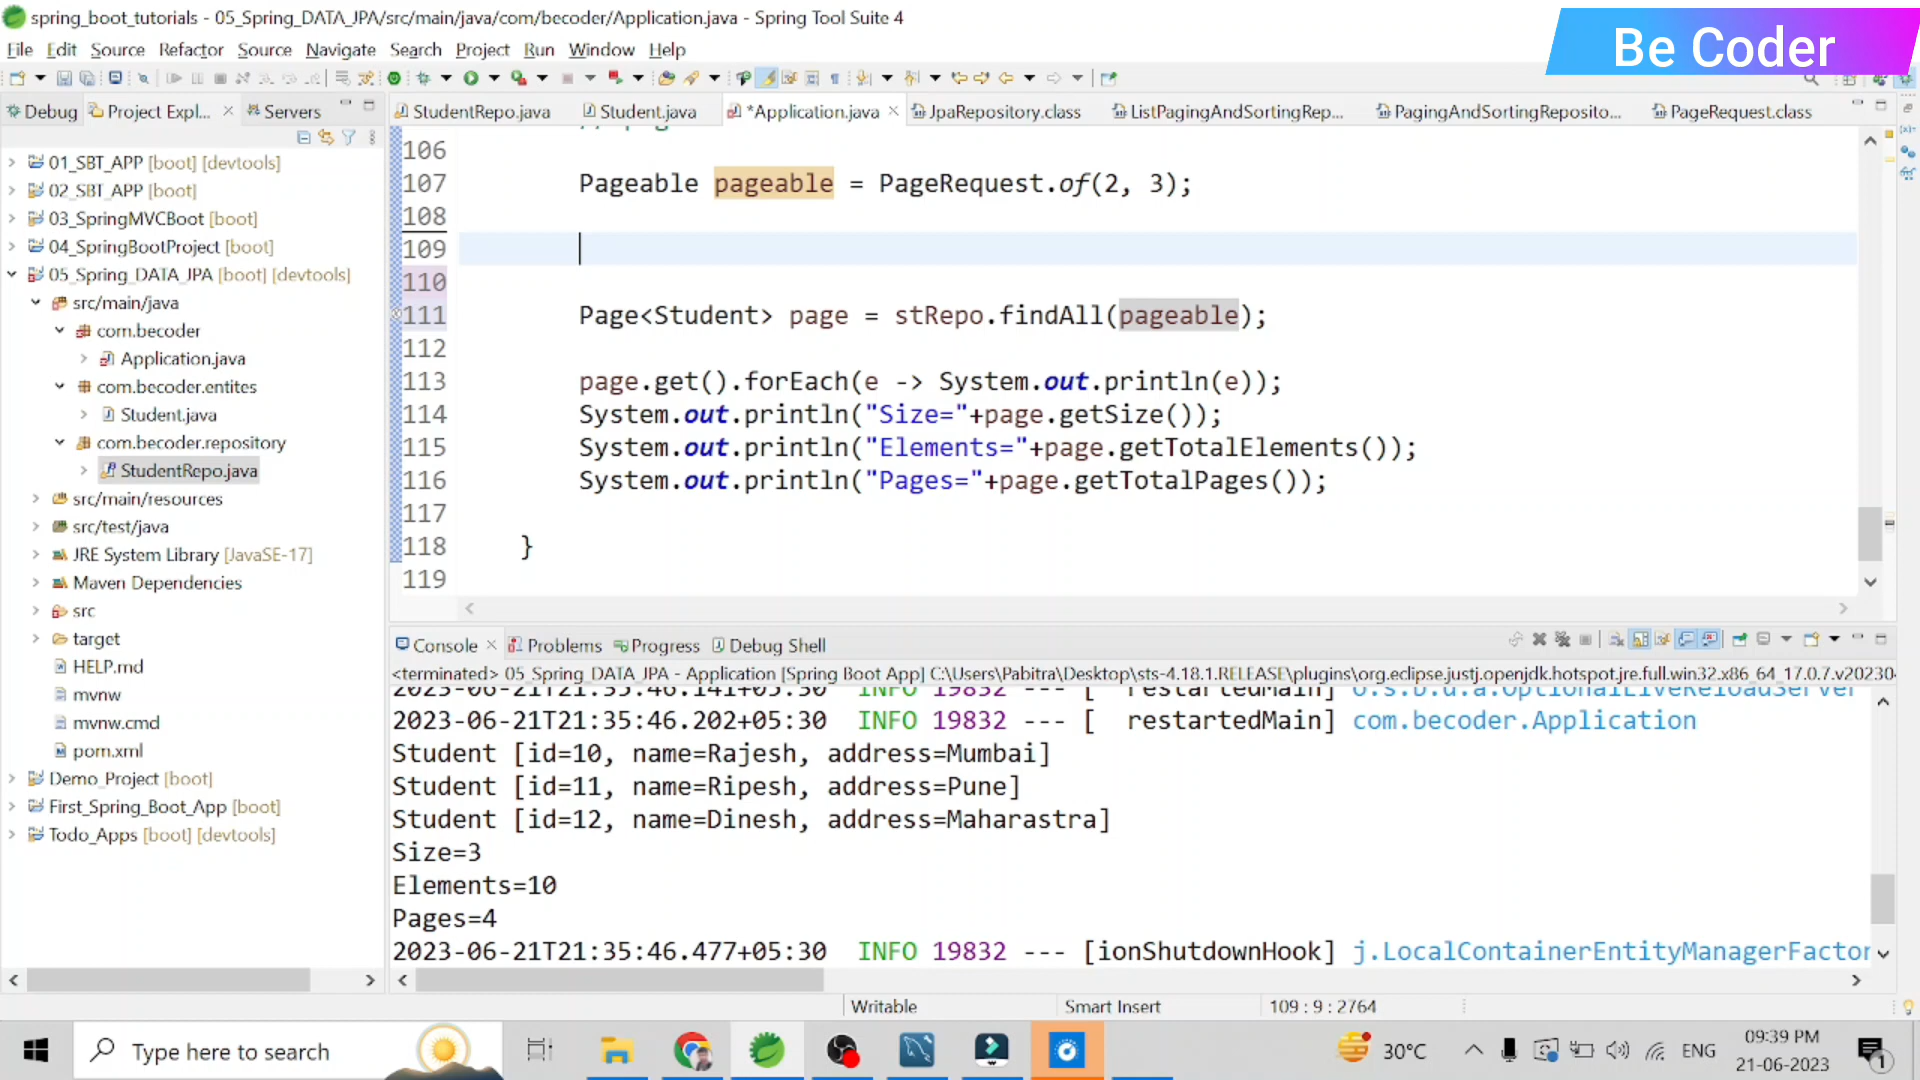 spring_boot_tutorials - 05_Spring_DATA_JPA/src/main/java/com/becoder/Application.java - Spring Tool Suite 4
Be Coder
File Edit Source Refactor Source Navigate Search Project Run Window Help
Debug Project Expl... Servers
StudentRepo.java Student.java *Application.java JpaRepository.class ListPagingAndSortingRep... PagingAndSortingReposito... PageRequest.class
01_SBT_APP [boot] [devtools]
02_SBT_APP [boot]
03_SpringMVCBoot [boot]
04_SpringBootProject [boot]
05_Spring_DATA_JPA [boot] [devtools]
src/main/java
com.becoder
Application.java
com.becoder.entites
Student.java
com.becoder.repository
StudentRepo.java
src/main/resources
src/test/java
JRE System Library [JavaSE-17]
Maven Dependencies
src
target
HELP.md
mvnw
mvnw.cmd
pom.xml
Demo_Project [boot]
First_Spring_Boot_App [boot]
Todo_Apps [boot] [devtools]
106
107 Pageable pageable = PageRequest.of(2, 3);
108
109
110
111 Page<Student> page = stRepo.findAll(pageable);
112
113 page.get().forEach(e -> System.out.println(e));
114 System.out.println("Size="+page.getSize());
115 System.out.println("Elements="+page.getTotalElements());
116 System.out.println("Pages="+page.getTotalPages());
117
118 }
119
Console Problems Progress Debug Shell
<terminated> 05_Spring_DATA_JPA - Application [Spring Boot App] C:\Users\Pabitra\Desktop\sts-4.18.1.RELEASE\plugins\org.eclipse.justj.openjdk.hotspot.jre.full.win32.x86_64_17.0.7.v20230
2023-06-21T21:35:46.141+05:30 INFO 19832 --- [ restartedMain] o.s.b.d.a.OptionalLiveReloadServer
2023-06-21T21:35:46.202+05:30 INFO 19832 --- [ restartedMain] com.becoder.Application
Student [id=10, name=Rajesh, address=Mumbai]
Student [id=11, name=Ripesh, address=Pune]
Student [id=12, name=Dinesh, address=Maharastra]
Size=3
Elements=10
Pages=4
2023-06-21T21:35:46.477+05:30 INFO 19832 --- [ionShutdownHook] j.LocalContainerEntityManagerFactor
Writable Smart Insert 109 : 9 : 2764
Type here to search
30°C ENG 09:39 PM
21-06-2023
1